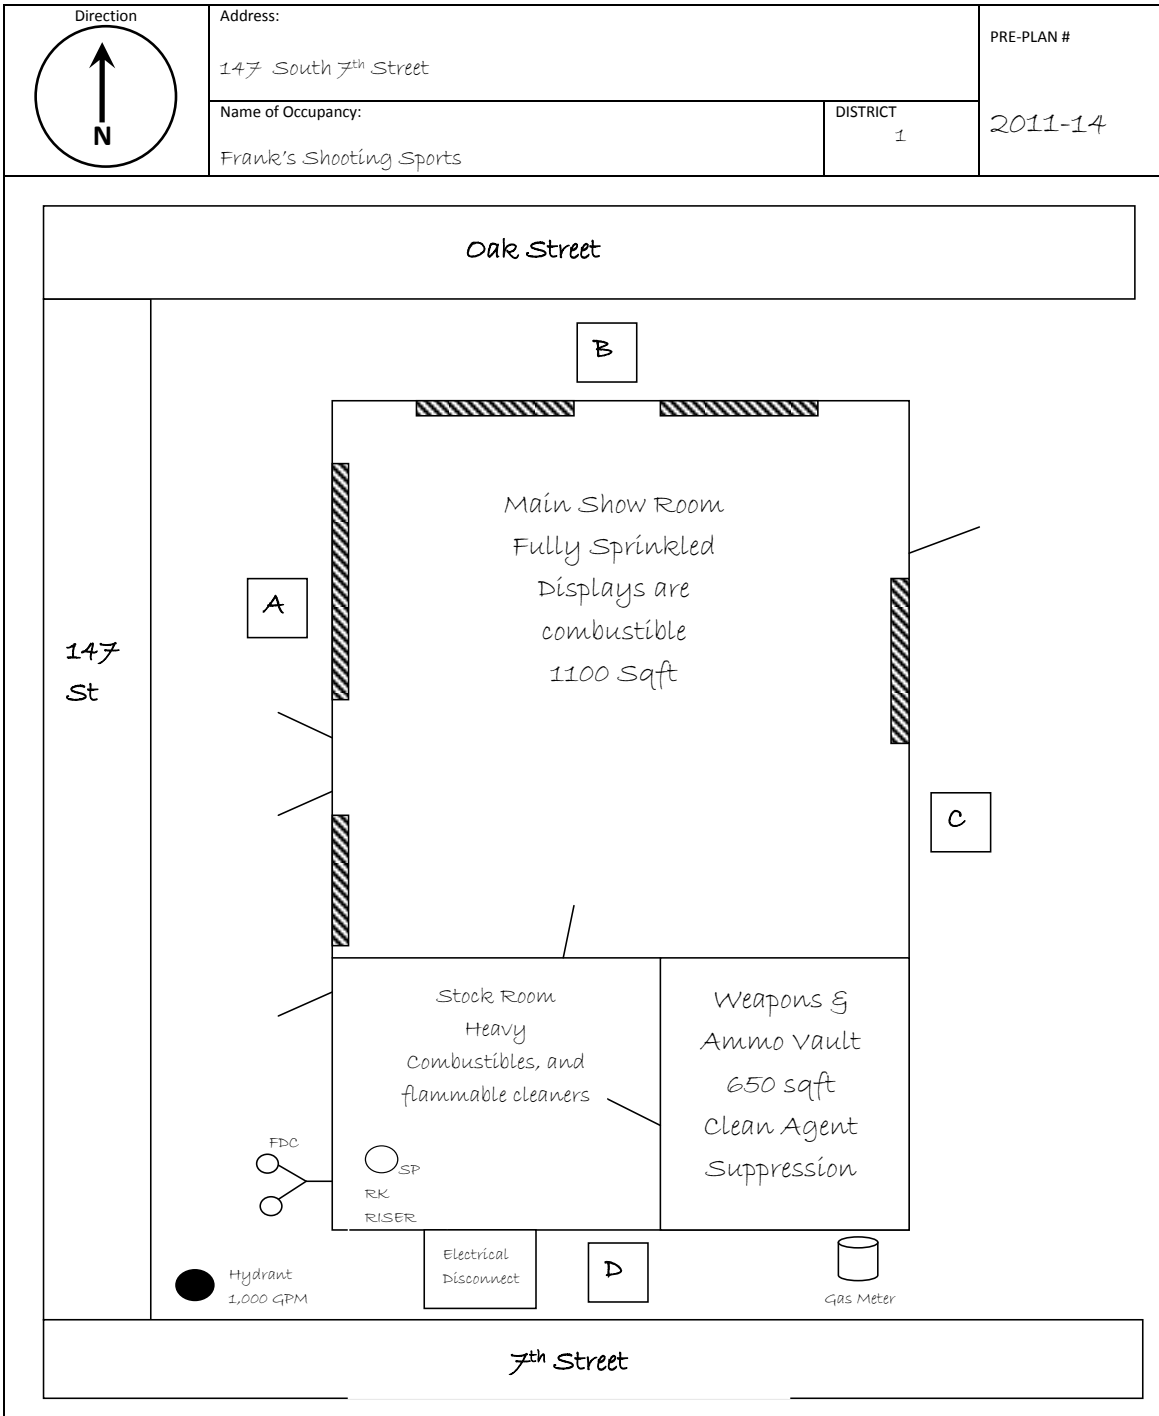 Direction
N
Address:
147 South 7th Street
Name of Occupancy:
Frank's Shooting Sports
DISTRICT
1
PRE-PLAN #
2011-14
Oak Street
B
Main Show Room
Fully Sprinkled
Displays are
combustible
1100 Sqft
A
147
St
C
Stock Room
Heavy
Combustibles, and
flammable cleaners
Weapons &
Ammo Vault
650 sqft
Clean Agent
Suppression
FDC
SP
RK
RISER
Electrical
Disconnect
D
Hydrant
1,000 GPM
Gas Meter
7th Street